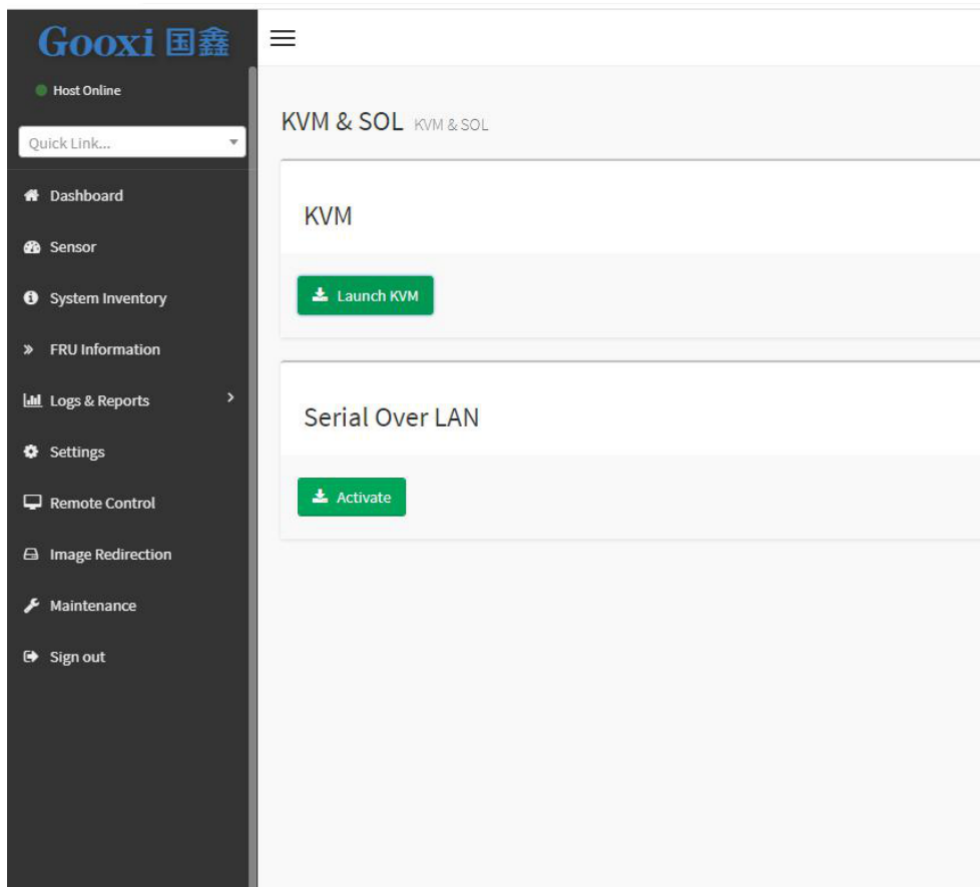 Gooxi 国鑫
Host Online
Quick Link...
Dashboard
Sensor
System Inventory
FRU Information
Logs & Reports
Settings
Remote Control
Image Redirection
Maintenance
Sign out
KVM & SOL KVM & SOL
KVM
Launch KVM
Serial Over LAN
Activate